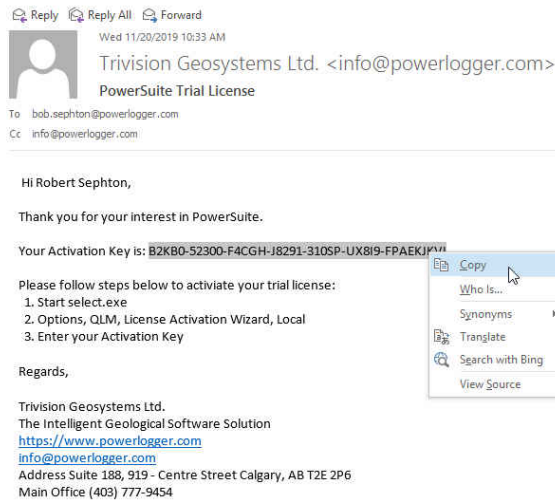 Reply Reply All Forward
Wed 11/20/2019 10:33 AM
Trivision Geosystems Ltd. <info@powerlogger.com>
PowerSuite Trial License
To bob.sephton@powerlogger.com
Cc info@powerlogger.com
Hi Robert Sephton,
Thank you for your interest in PowerSuite.
Your Activation Key is: B2KB0-52300-F4CGH-J8291-310SP-UX8I9-FPAEKJKVI
Please follow steps below to activiate your trial license:
1. Start select.exe
2. Options, QLM, License Activation Wizard, Local
3. Enter your Activation Key
Copy
Who Is...
Synonyms
Translate
Search with Bing
View Source
Regards,
Trivision Geosystems Ltd.
The Intelligent Geological Software Solution
https://www.powerlogger.com
info@powerlogger.com
Address Suite 188, 919 - Centre Street Calgary, AB T2E 2P6
Main Office (403) 777-9454